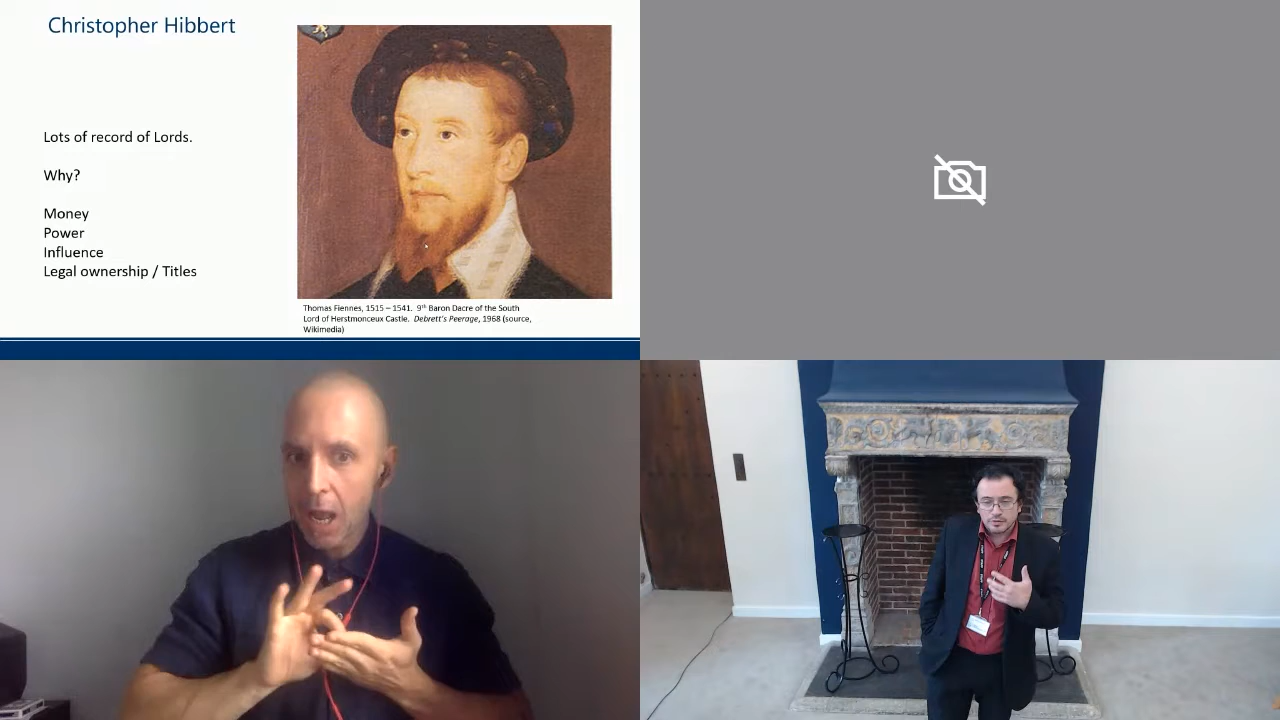 Christopher Hibbert
Lots of record of Lords.
Why?
Money
Power
Influence
Legal ownership / Titles
Thomas Fiennes, 1515 – 1541. 9th Baron Dacre of the South
Lord of Herstmonceux Castle. Debrett's Peerage, 1968 (source,
Wikimedia)